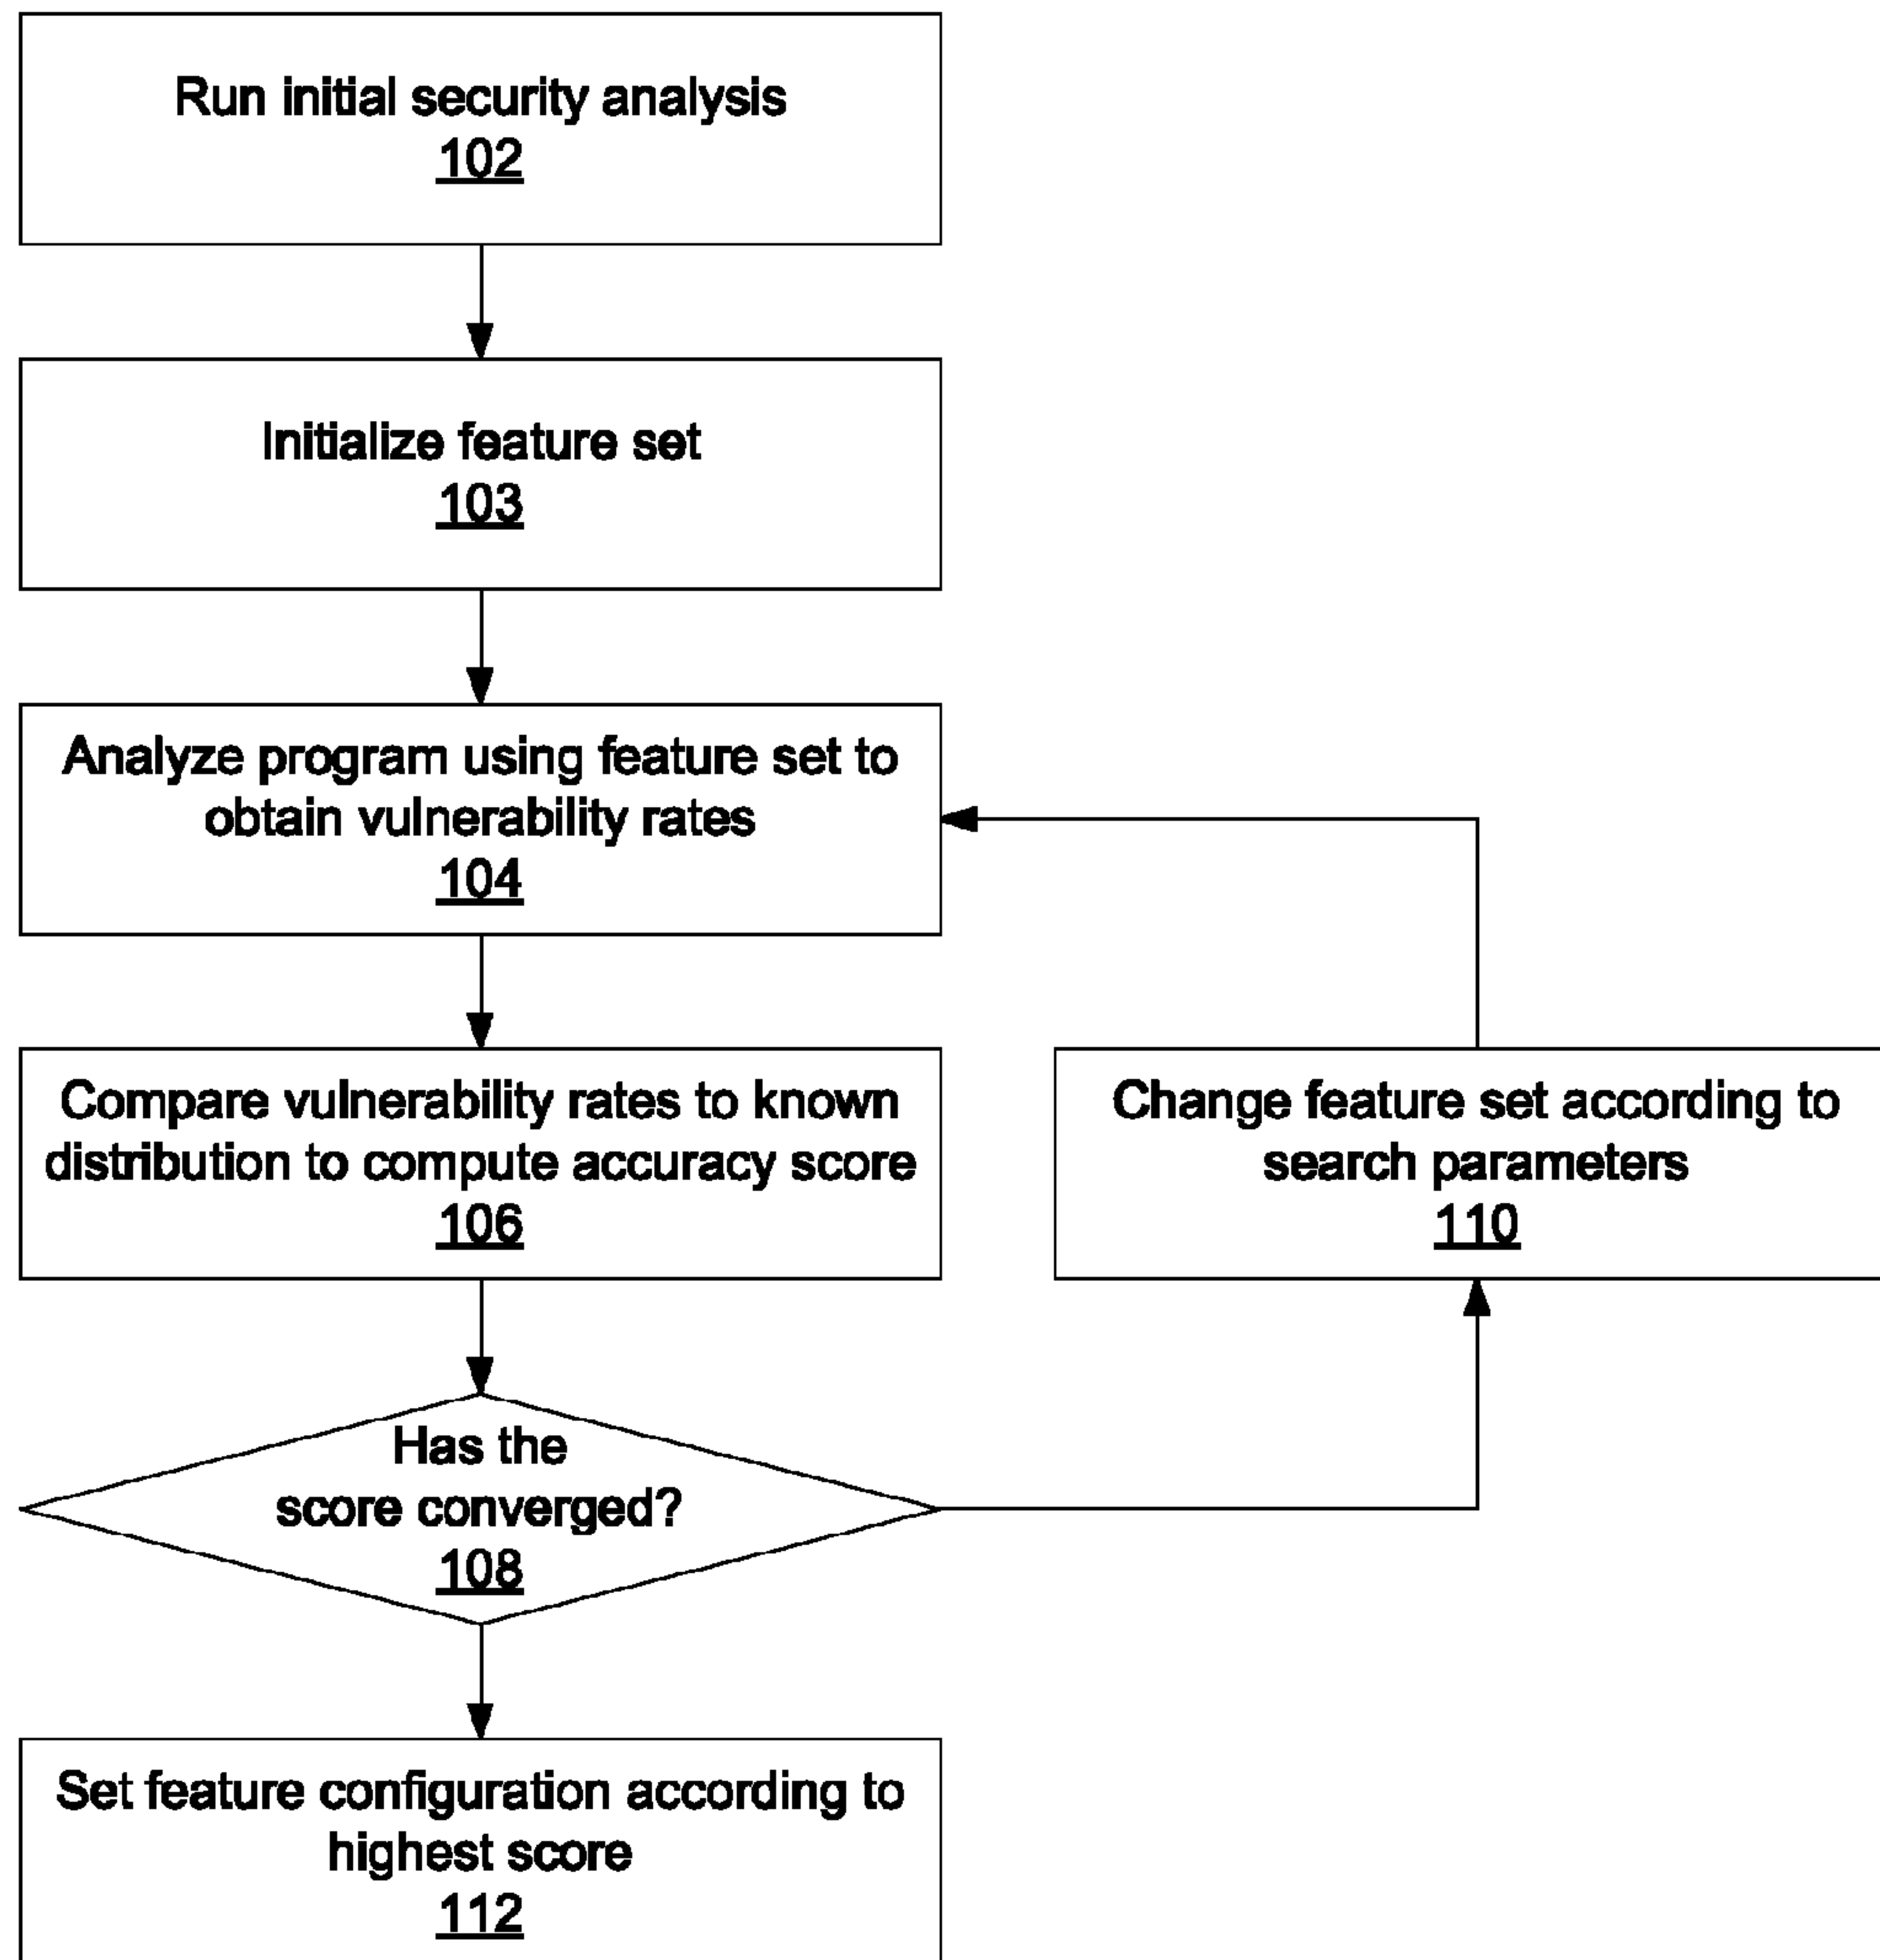 Run initial security analysis
102
Initialize feature set
103
Analyze program using feature set to
obtain vulnerability rates
104
Compare vulnerability rates to known
distribution to compute accuracy score
106
Change feature set according to
search parameters
110
Has the
score converged?
108
Set feature configuration according to
highest score
112